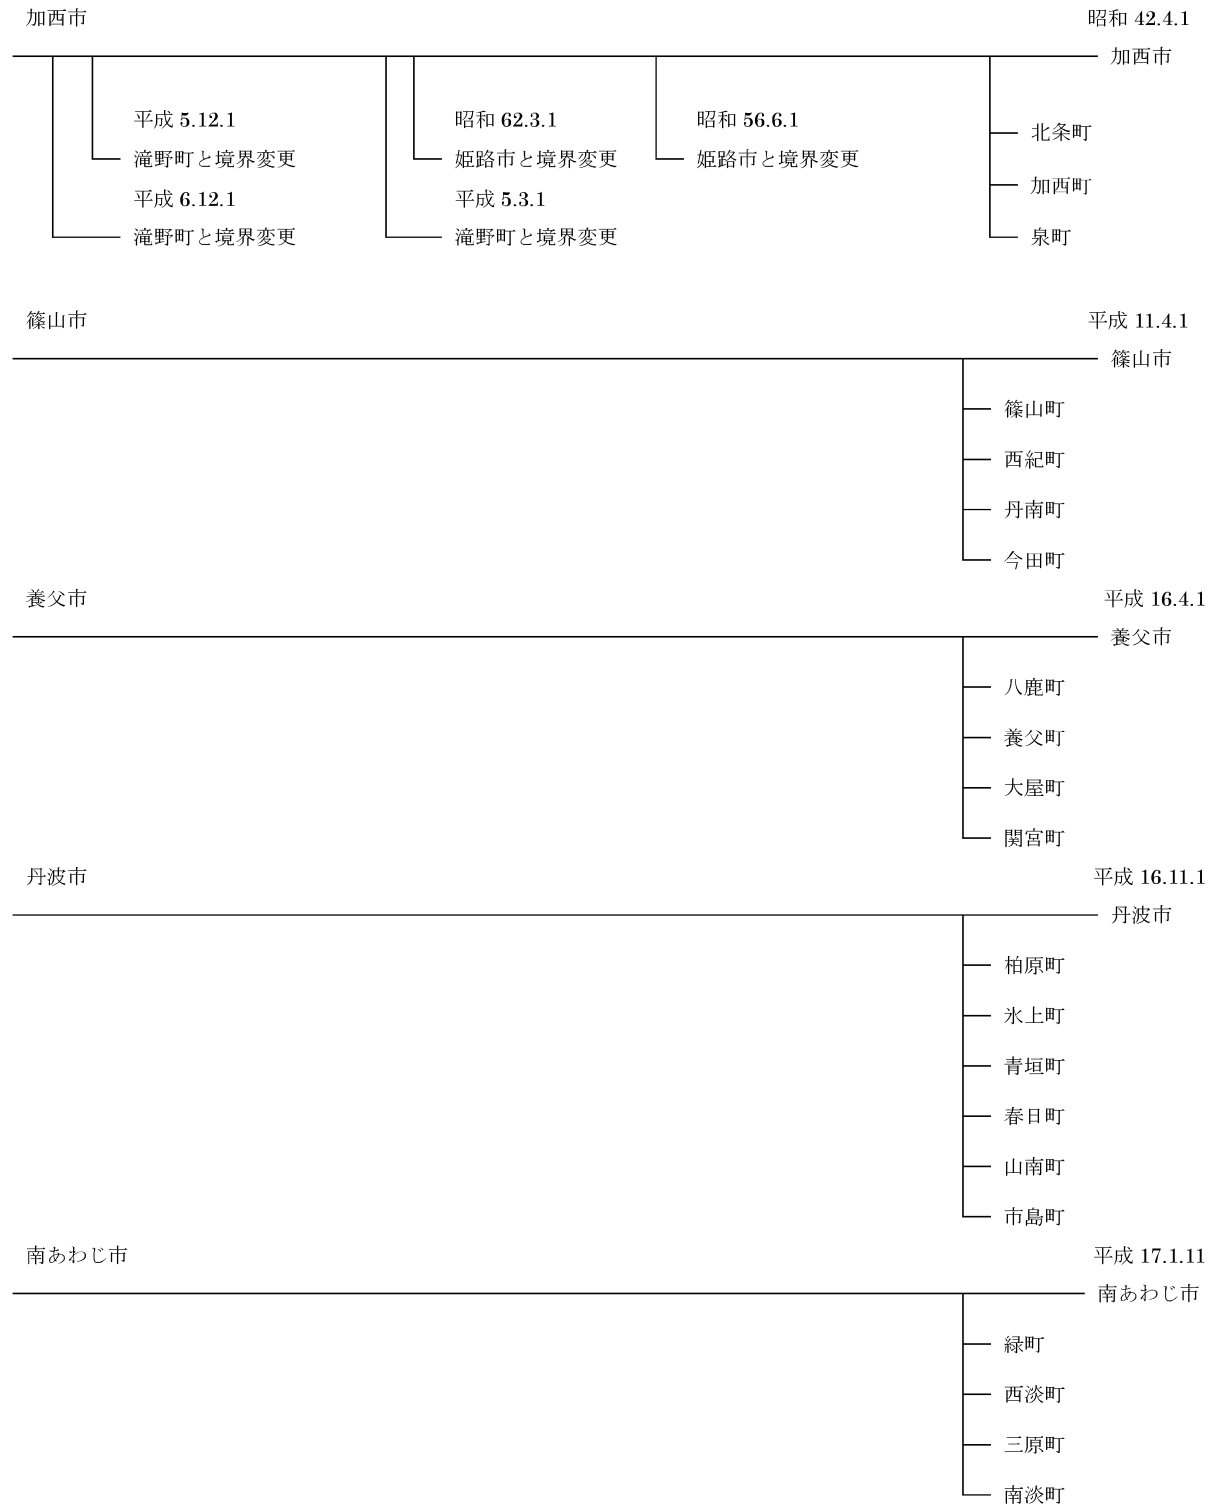 加西市
昭和 42.4.1
加西市
平成 5.12.1
昭和 62.3.1
昭和 56.6.1
北条町
滝野町と境界変更
姫路市と境界変更
姫路市と境界変更
加西町
平成 6.12.1
平成 5.3.1
滝野町と境界変更
滝野町と境界変更
泉町
篠山市
平成 11.4.1
篠山市
篠山町
西紀町
丹南町
今田町
養父市
平成 16.4.1
養父市
八鹿町
養父町
大屋町
関宮町
丹波市
平成 16.11.1
丹波市
柏原町
氷上町
青垣町
春日町
山南町
市島町
南あわじ市
平成 17.1.11
南あわじ市
緑町
西淡町
三原町
南淡町